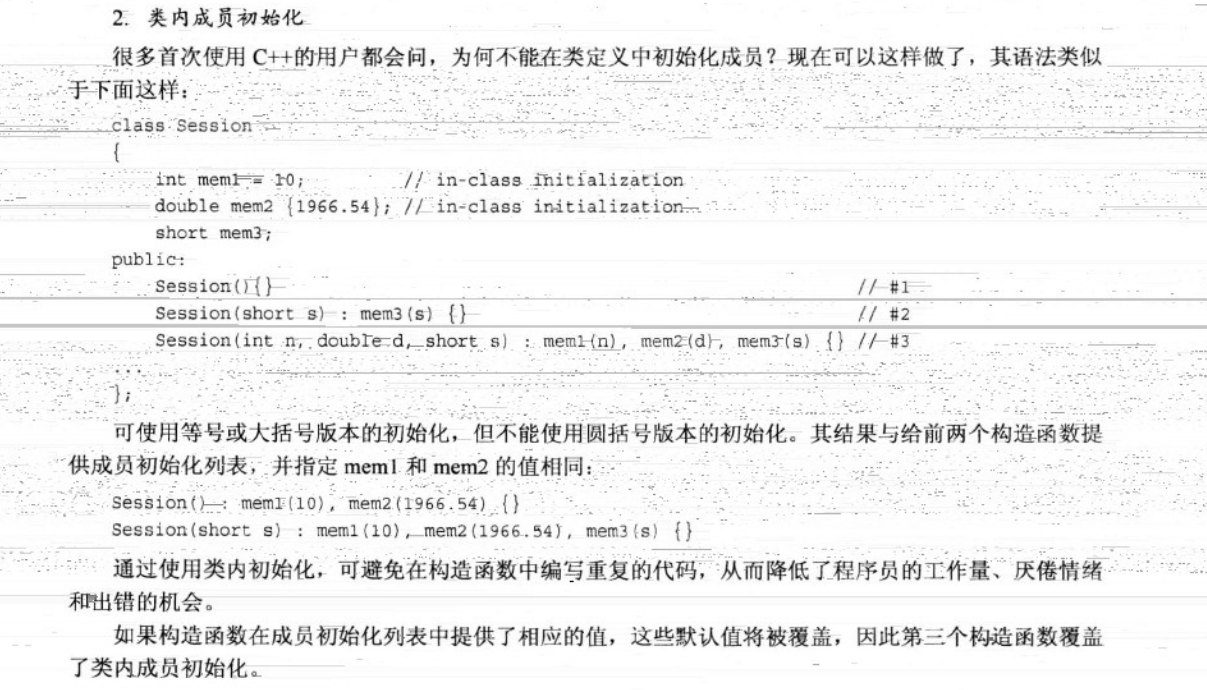 2. 类内成员初始化
很多首次使用 C++的用户都会问，为何不能在类定义中初始化成员？现在可以这样做了，其语法类似
于下面这样：
class Session
{
int mem1 = 10; // in-class initialization
double mem2 {1966.54}; // in-class initialization
short mem3;
public:
Session(){} // #1
Session(short s) : mem3(s) {} // #2
Session(int n, double d, short s) : mem1(n), mem2(d), mem3(s) {} // #3
...
};
可使用等号或大括号版本的初始化，但不能使用圆括号版本的初始化。其结果与给前两个构造函数提
供成员初始化列表，并指定 mem1 和 mem2 的值相同：
Session() : mem1(10), mem2(1966.54) {}
Session(short s) : mem1(10), mem2(1966.54), mem3(s) {}
通过使用类内初始化，可避免在构造函数中编写重复的代码，从而降低了程序员的工作量、厌倦情绪
和出错的机会。
如果构造函数在成员初始化列表中提供了相应的值，这些默认值将被覆盖，因此第三个构造函数覆盖
了类内成员初始化。